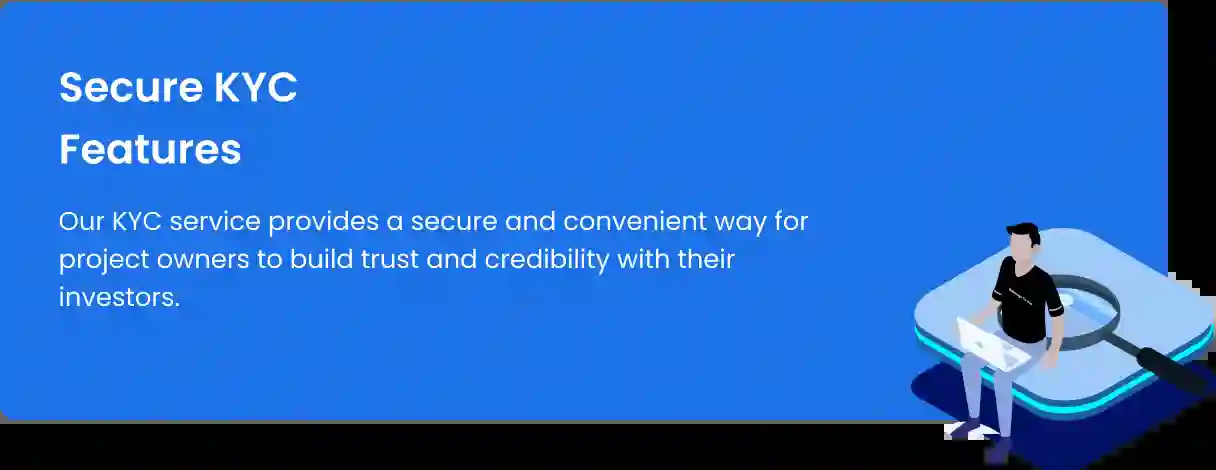 Secure KYC
Features
Our KYC service provides a secure and convenient way for
project owners to build trust and credibility with their
investors.